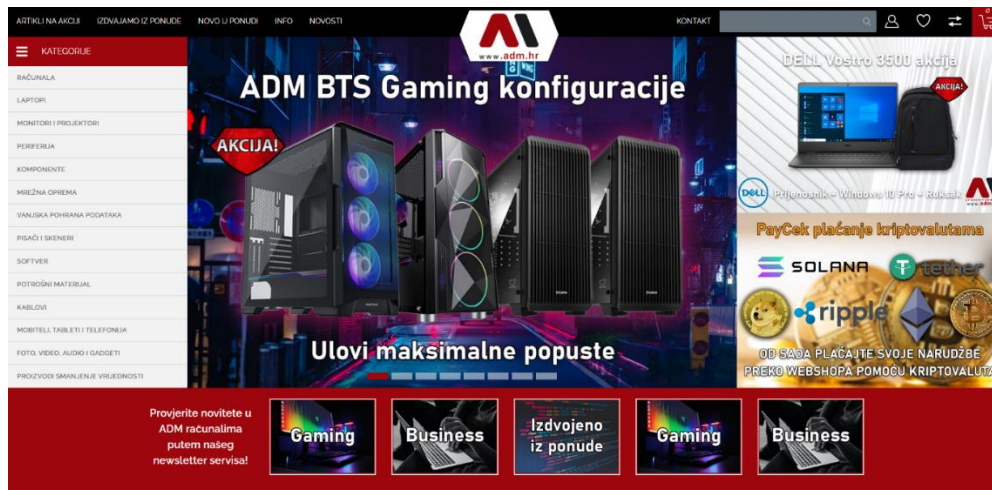 ARTIKLI NA AKCIJI IZDVAJAMO IZ PONUDE NOVO U PONUDI INFO NOVOSTI
KONTAKT
0
www.adm.hr
KATEGORIJE
RAČUNALA
LAPTOPI
MONITORI I PROJEKTORI
PERIFERIJA
KOMPONENTE
MREŽNA OPREMA
VANJSKA POHRANA PODATAKA
PISAČI I SKENERI
SOFTVER
POTROŠNI MATERIJAL
KABLOVI
MOBITELI, TABLETI I TELEFONIJA
FOTO, VIDEO, AUDIO I GADGETI
PROIZVODI SMANJENJE VRIJEDNOSTI
ADM BTS Gaming konfiguracije
AKCIJA!
Ulovi maksimalne popuste
DELL Vostro 3500 akcija
AKCIJA!
DELL
Prijenosnik + Windows 10 Pro + Ruksak
PayCek plaćanje kriptovalutama
SOLANA
tether
ripple
OD SADA PLAĆAJTE SVOJE NARUDŽBE
PREKO WEBSHOPA POMOĆU KRIPTOVALUTA
Provjerite novitete u
ADM računalima
putem našeg
newsletter servisa!
Gaming
Business
Izdvojeno
iz ponude
Gaming
Business